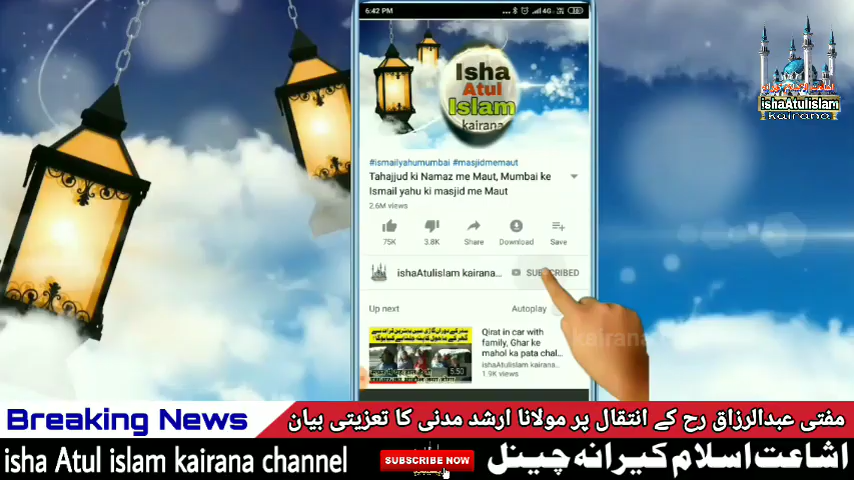 6:42 PM
4G
Isha
Atul
Islam
kairana
#ismailyahumumbai #masjidmemaut
Tahajjud ki Namaz me Maut, Mumbai ke
Ismail yahu ki masjid me Maut
2.6M views
75K
3.8K
Share
Download
Save
ishaAtulislam kairana...
SUBSCRIBED
Up next
Autoplay
Qirat in car with
family, Ghar ke
mahol ka pata chal...
ishaAtulislam kairana...
1.9K views
5:50
kairana
ishaAtulislam
kairana
Breaking News
مفتی عبدالرزاق رح کے انتقال پر مولانا ارشد مدنی کا تعزیتی بیان
isha Atul islam kairana channel
SUBSCRIBE NOW
اشاعت اسلام کیرانہ چینل